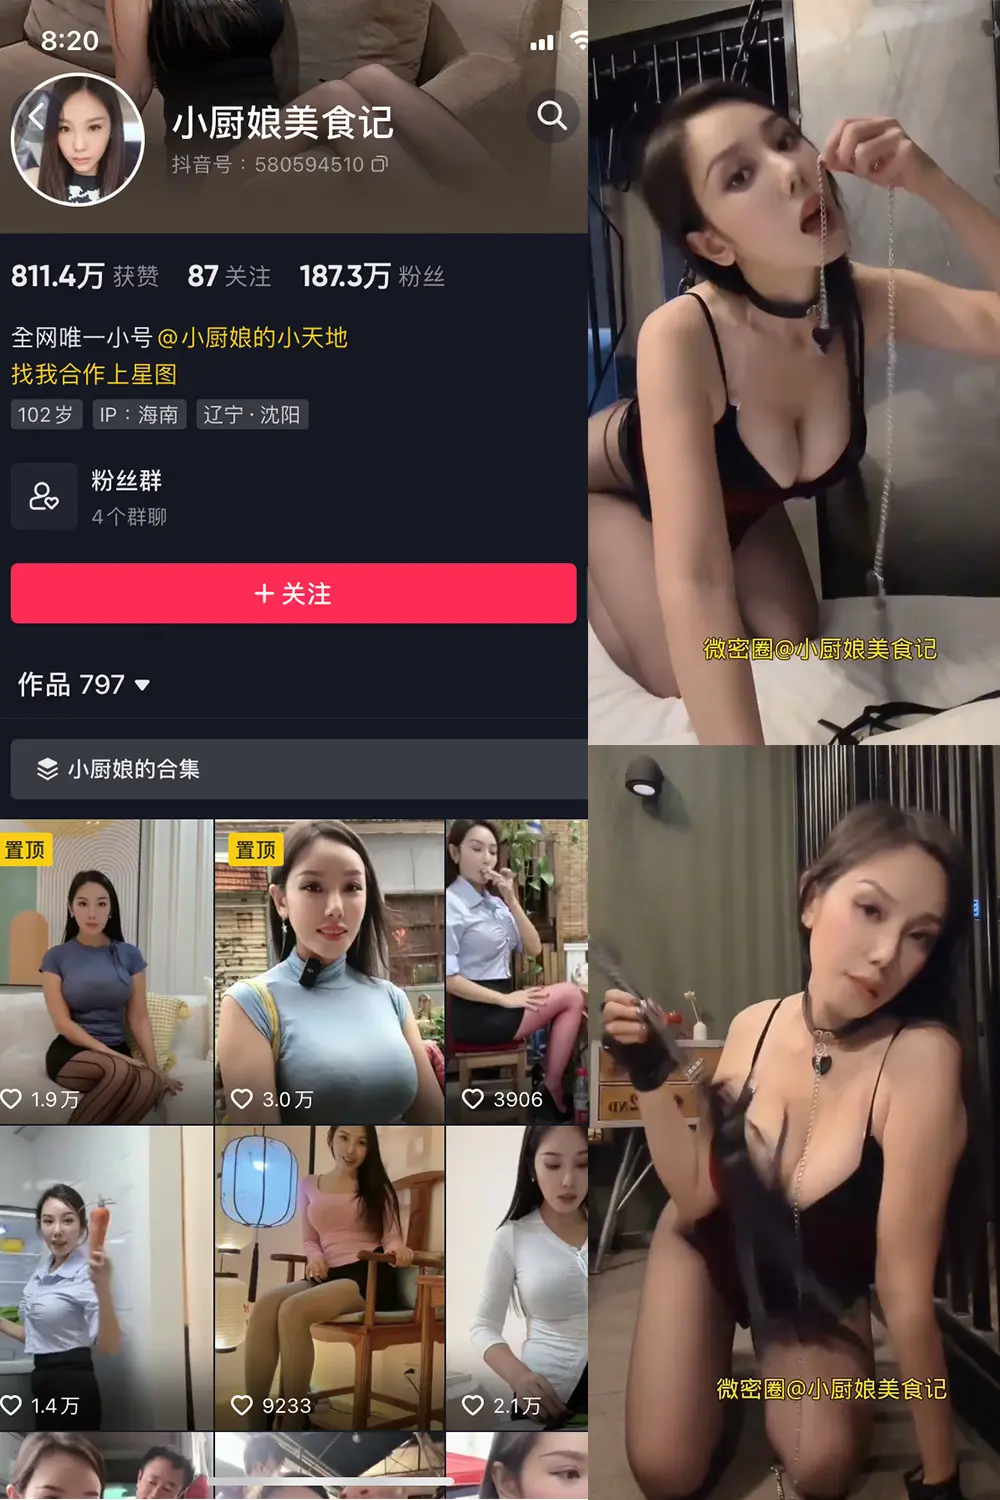 8:20
小厨娘美食记
抖音号：580594510
811.4万 获赞 87 关注 187.3万 粉丝
全网唯一小号@小厨娘的小天地
找我合作上星图
102岁 IP：海南 辽宁·沈阳
粉丝群
4个群聊
+ 关注
作品 797
小厨娘的合集
置顶
置顶
1.9万
3.0万
3906
1.4万
9233
2.1万
微密圈@小厨娘美食记
微密圈@小厨娘美食记